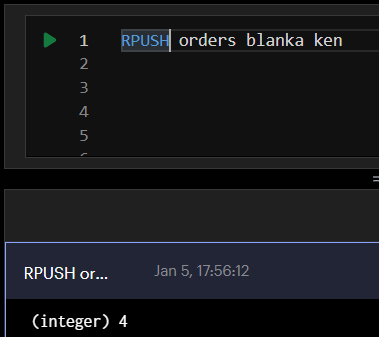 1 RPUSH orders blanka ken
2
3
4
5
RPUSH or... Jan 5, 17:56:12
(integer) 4